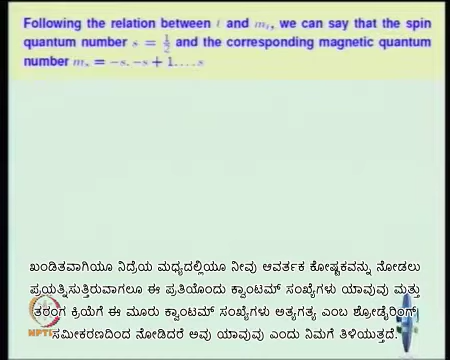 Following the relation between l and mₗ, we can say that the spin
quantum number s = 1/2 and the corresponding magnetic quantum
number mₛ = −s. −s + 1....s
ಖಂಡಿತವಾಗಿಯೂ ನಿದ್ರೆಯ ಮಧ್ಯದಲ್ಲಿಯೂ ನೀವು ಆವರ್ತಕ ಕೋಷ್ಟಕವನ್ನು ನೋಡಲು
ಪ್ರಯತ್ನಿಸುತ್ತಿರುವಾಗಲೂ ಈ ಪ್ರತಿಯೊಂದು ಕ್ವಾಂಟಮ್ ಸಂಖ್ಯೆಗಳು ಯಾವುವು ಮತ್ತು
ತರಂಗ ಕ್ರಿಯೆಗೆ ಈ ಮೂರು ಕ್ವಾಂಟಮ್ ಸಂಖ್ಯೆಗಳು ಅತ್ಯಗತ್ಯ ಎಂಬ ಶ್ರೋಡೈರಿಂಗ್
ಸಮೀಕರಣದಿಂದ ನೋಡಿದರೆ ಅವು ಯಾವುವು ಎಂದು ನಿಮಗೆ ತಿಳಿಯುತ್ತದೆ.